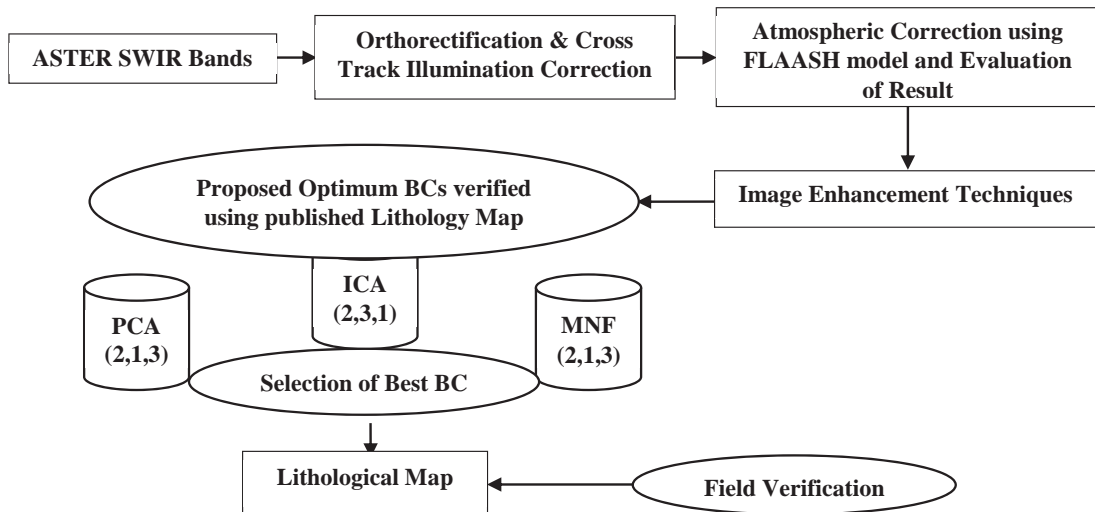 ASTER SWIR Bands
Orthorectification & Cross
Track Illumination Correction
Atmospheric Correction using
FLAASH model and Evaluation
of Result
Image Enhancement Techniques
Proposed Optimum BCs verified
using published Lithology Map
PCA
(2,1,3)
ICA
(2,3,1)
MNF
(2,1,3)
Selection of Best BC
Lithological Map
Field Verification